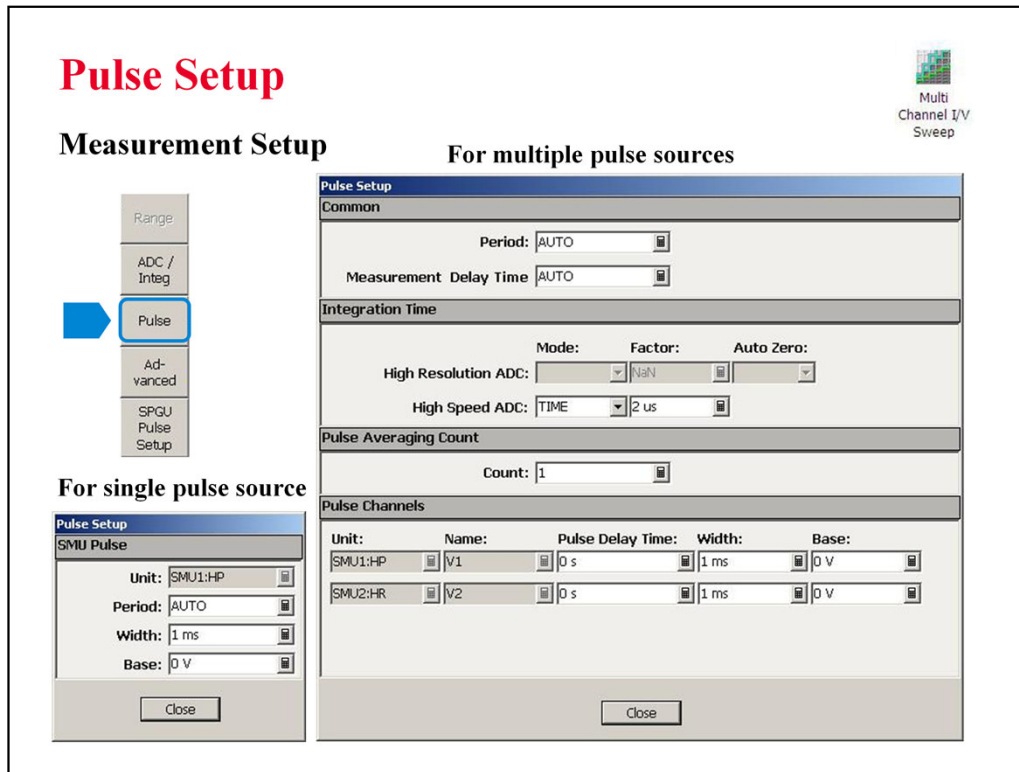 Pulse Setup
Multi
Channel I/V
Sweep
Measurement Setup
Range
ADC /
Integ
Pulse
Ad-
vanced
SPGU
Pulse
Setup
For multiple pulse sources
Pulse Setup
Common
Period: AUTO
Measurement Delay Time AUTO
Integration Time
Mode: Factor: Auto Zero:
High Resolution ADC: NaN
High Speed ADC: TIME 2 us
Pulse Averaging Count
Count: 1
Pulse Channels
Unit: Name: Pulse Delay Time: Width: Base:
SMU1:HP V1 0 s 1 ms 0 V
SMU2:HR V2 0 s 1 ms 0 V
Close
For single pulse source
Pulse Setup
SMU Pulse
Unit: SMU1:HP
Period: AUTO
Width: 1 ms
Base: 0 V
Close